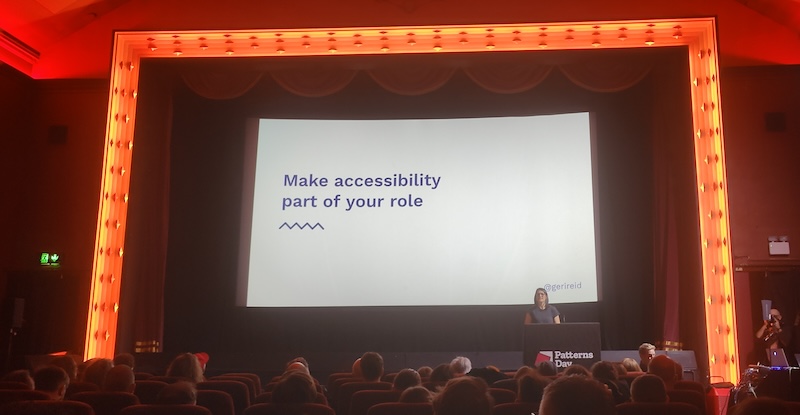 Make accessibility
part of your role
@gerireid
Patterns
Day